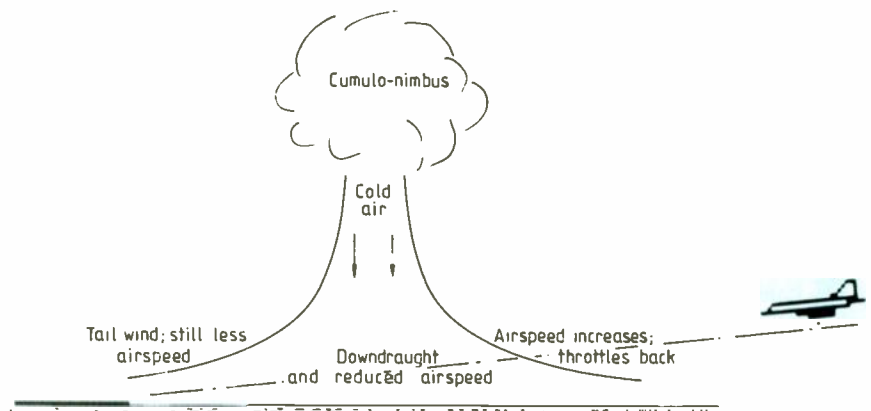 Cumulo-nimbus
Cold
air
Tail wind; still less
airspeed
Downdraught
and reduced airspeed
Airspeed increases;
throttles back